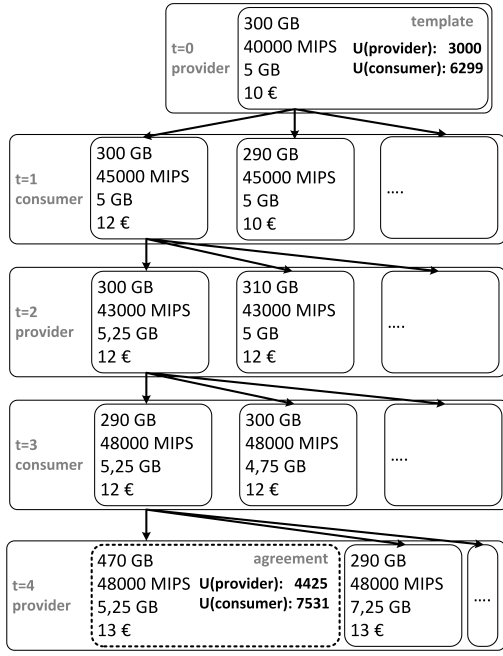 t=0
provider
300 GB
40000 MIPS
5 GB
10 €
template
U(provider): 3000
U(consumer): 6299
t=1
consumer
300 GB
45000 MIPS
5 GB
12 €
290 GB
45000 MIPS
5 GB
10 €
....
t=2
provider
300 GB
43000 MIPS
5,25 GB
12 €
310 GB
43000 MIPS
5 GB
12 €
....
t=3
consumer
290 GB
48000 MIPS
5,25 GB
12 €
300 GB
48000 MIPS
4,75 GB
12 €
....
t=4
provider
470 GB
48000 MIPS
5,25 GB
13 €
agreement
U(provider): 4425
U(consumer): 7531
290 GB
48000 MIPS
7,25 GB
13 €
....